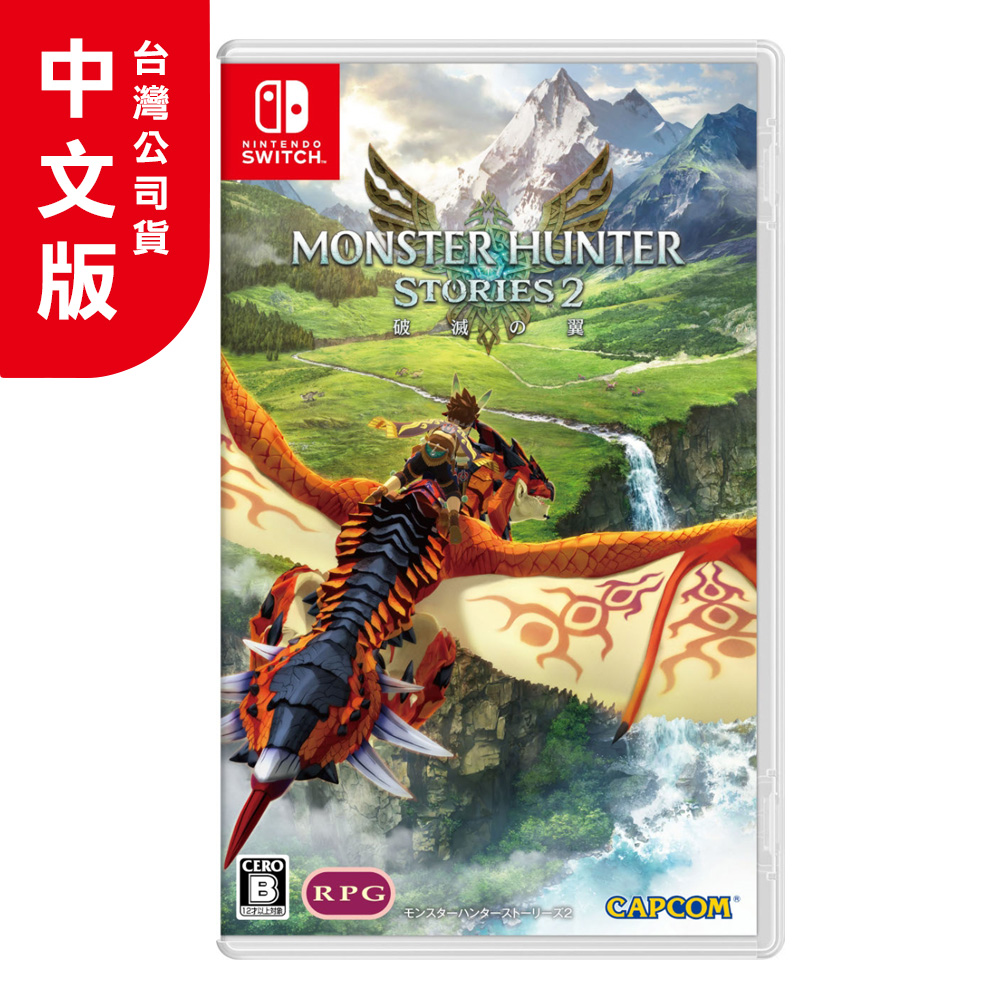 中文版
台灣公司貨
NINTENDO
SWITCH™
MONSTER HUNTER
STORIES 2
破滅の翼
CERO
B
12才以上対象
RPG
モンスターハンターストーリーズ2
CAPCOM®